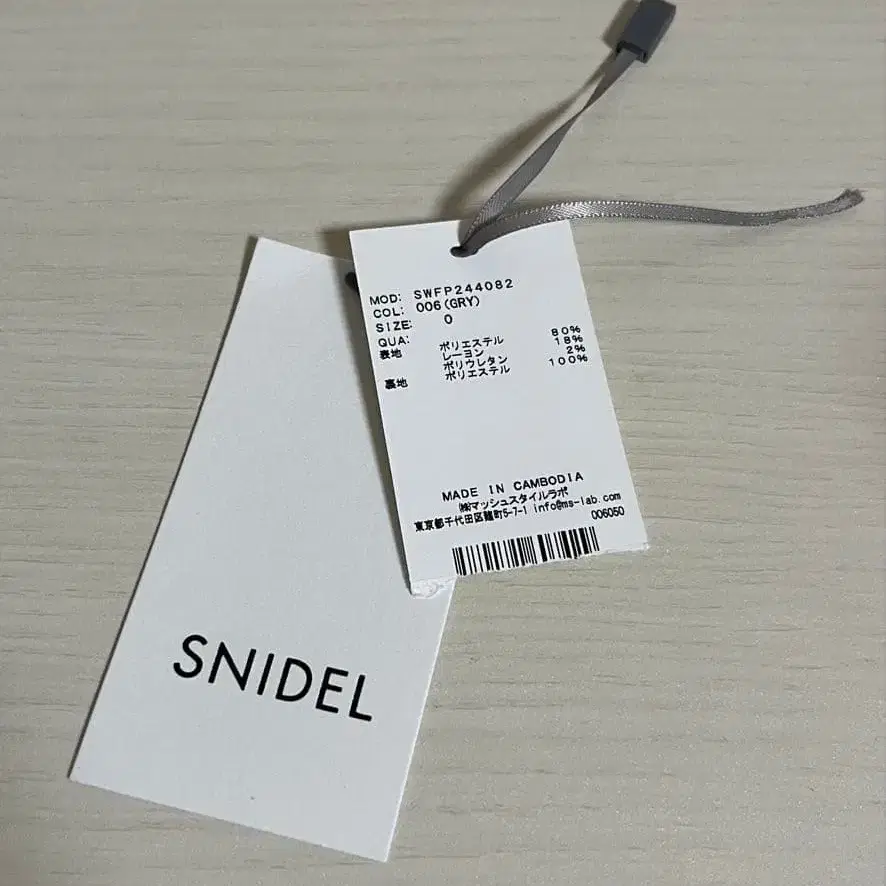 MOD: SWFP244082
COL: 006(GRY)
SIZE: 0
QUA:
表地 ポリエステル 80%
レーヨン 18%
ポリウレタン 2%
裏地 ポリエステル 100%
MADE IN CAMBODIA
㈱マッシュスタイルラボ
東京都千代田区麹町5-7-1 info@ms-lab.com
006050
SNIDEL